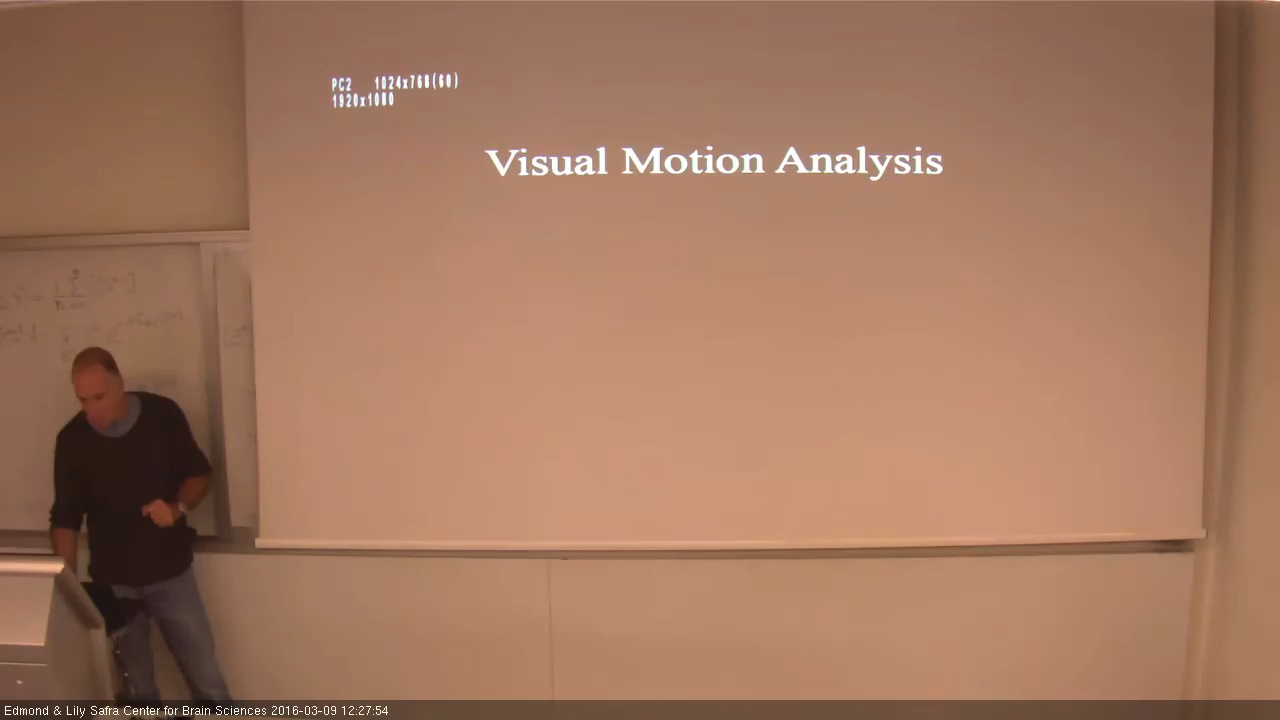 PC2 1024x768(60)
1920x1080
Visual Motion Analysis
Edmond & Lily Safra Center for Brain Sciences 2016-03-09 12:27:54